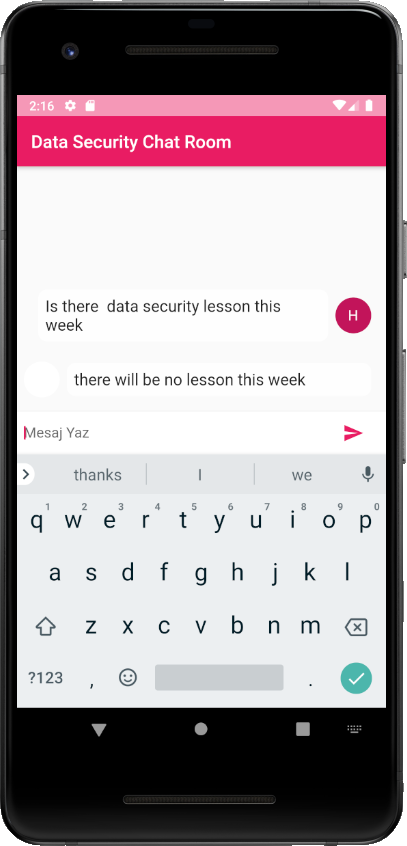 2:16
Data Security Chat Room
Is there  data security lesson this
week
H
there will be no lesson this week
Mesaj Yaz
thanks I we
1 2 3 4 5 6 7 8 9 0
q w e r t y u i o p
a s d f g h j k l
z x c v b n m
?123 , .